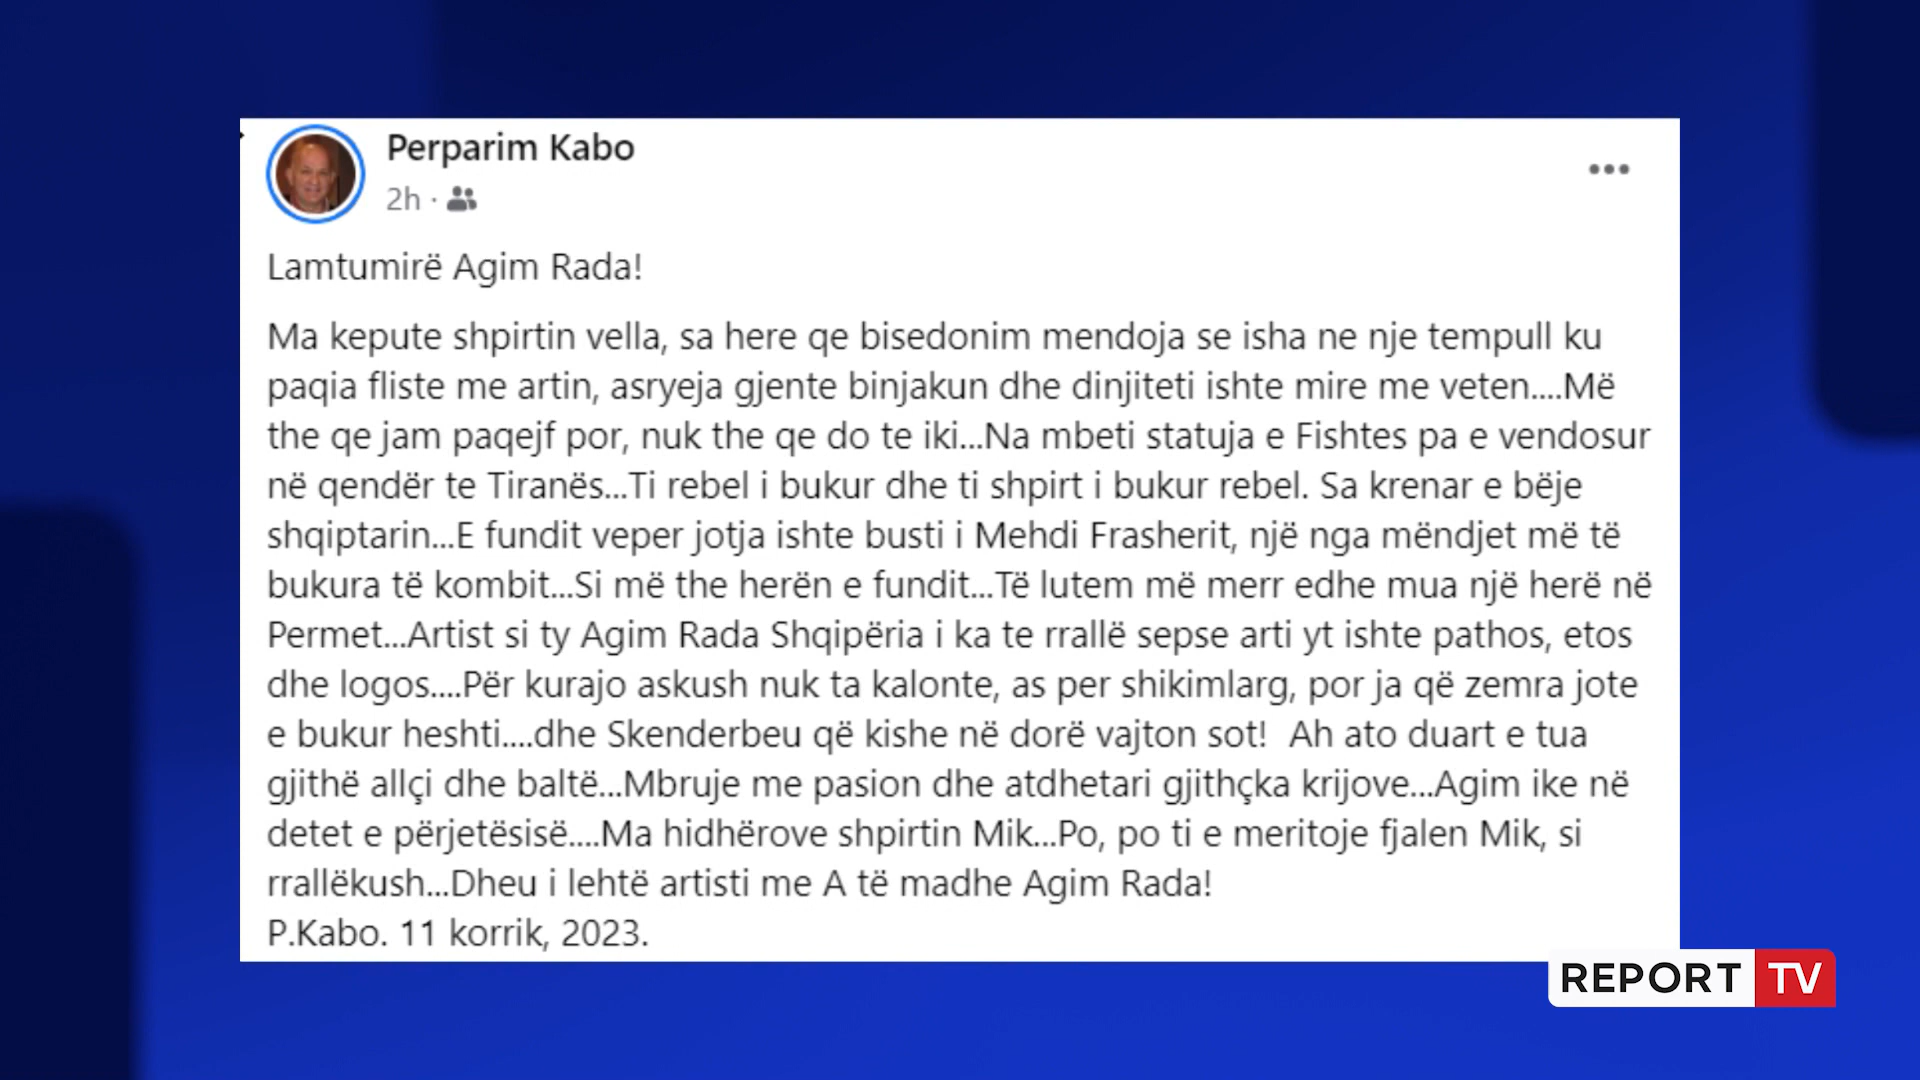 Perparim Kabo
2h ·
Lamtumirë Agim Rada!
Ma kepute shpirtin vella, sa here qe bisedonim mendoja se isha ne nje tempull ku
paqia fliste me artin, asryeja gjente binjakun dhe dinjiteti ishte mire me veten....Më
the qe jam paqejf por, nuk the qe do te iki...Na mbeti statuja e Fishtes pa e vendosur
në qendër te Tiranës...Ti rebel i bukur dhe ti shpirt i bukur rebel. Sa krenar e bëje
shqiptarin...E fundit veper jotja ishte busti i Mehdi Frasherit, një nga mëndjet më të
bukura të kombit...Si më the herën e fundit...Të lutem më merr edhe mua një herë në
Permet...Artist si ty Agim Rada Shqipëria i ka te rrallë sepse arti yt ishte pathos, etos
dhe logos....Për kurajo askush nuk ta kalonte, as per shikimlarg, por ja që zemra jote
e bukur heshti....dhe Skenderbeu që kishe në dorë vajton sot!  Ah ato duart e tua
gjithë allçi dhe baltë...Mbruje me pasion dhe atdhetari gjithçka krijove...Agim ike në
detet e përjetësisë....Ma hidhërove shpirtin Mik...Po, po ti e meritoje fjalen Mik, si
rrallëkush...Dheu i lehtë artisti me A të madhe Agim Rada!
P.Kabo. 11 korrik, 2023.
REPORT TV